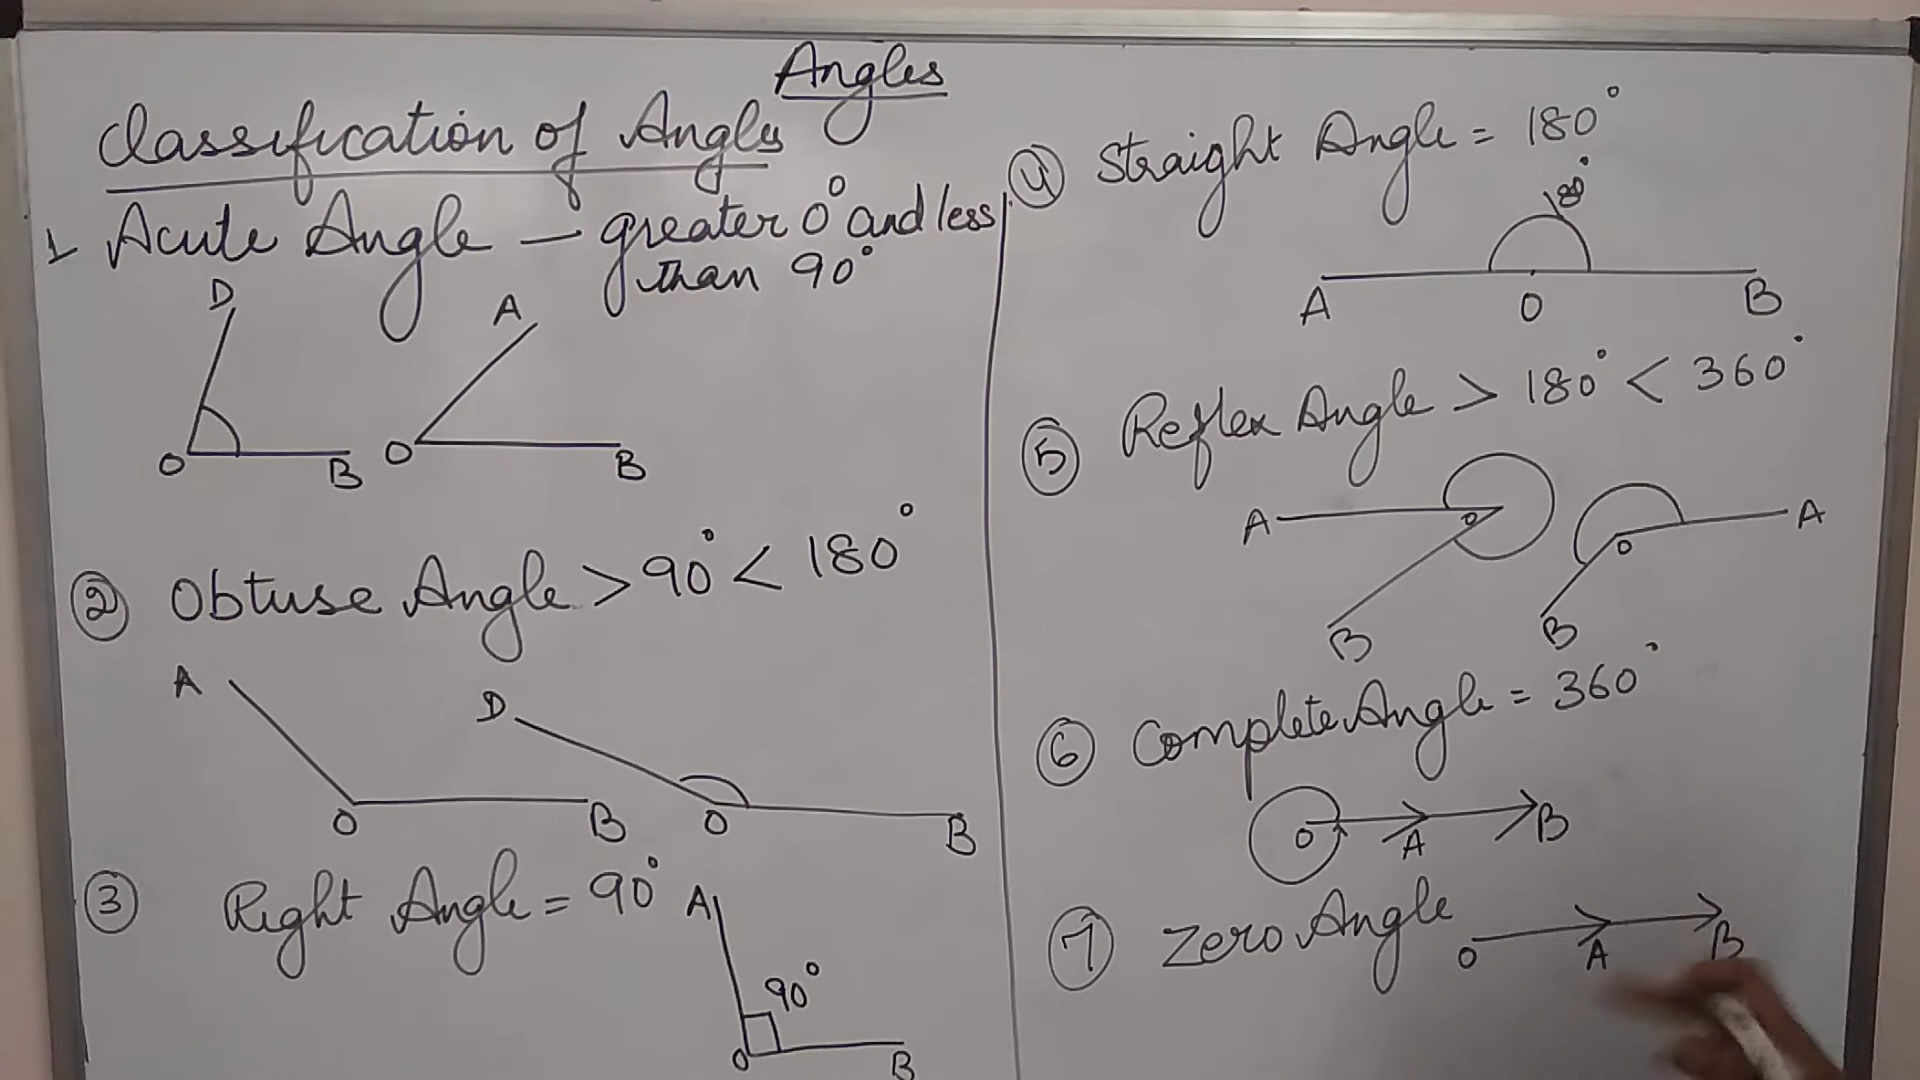 Angles
Classification of Angles
1 Acute Angle – greater 0° and less
than 90°
D
O B
A
O B
② Obtuse Angle > 90° < 180°
A
O B
D
O B
③ Right Angle = 90°
A
90°
O B
④ Straight Angle = 180°
180°
A O B
⑤ Reflex Angle > 180° < 360°
A O
B
O A
B
⑥ Complete Angle = 360°
O A B
⑦ Zero Angle
O A B